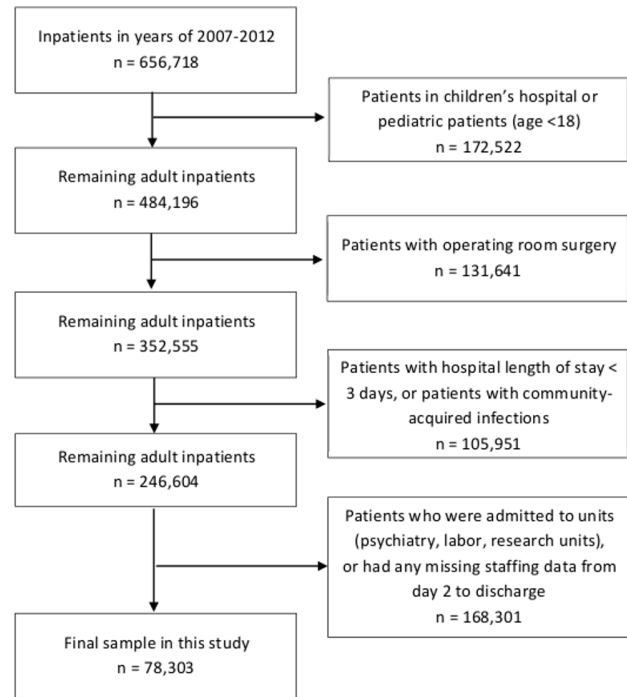 Inpatients in years of 2007-2012
n = 656,718
Patients in children’s hospital or
pediatric patients (age <18)
n = 172,522
Remaining adult inpatients
n = 484,196
Patients with operating room surgery
n = 131,641
Remaining adult inpatients
n = 352,555
Patients with hospital length of stay <
3 days, or patients with community-
acquired infections
n = 105,951
Remaining adult inpatients
n = 246,604
Patients who were admitted to units
(psychiatry, labor, research units),
or had any missing staffing data from
day 2 to discharge
n = 168,301
Final sample in this study
n = 78,303